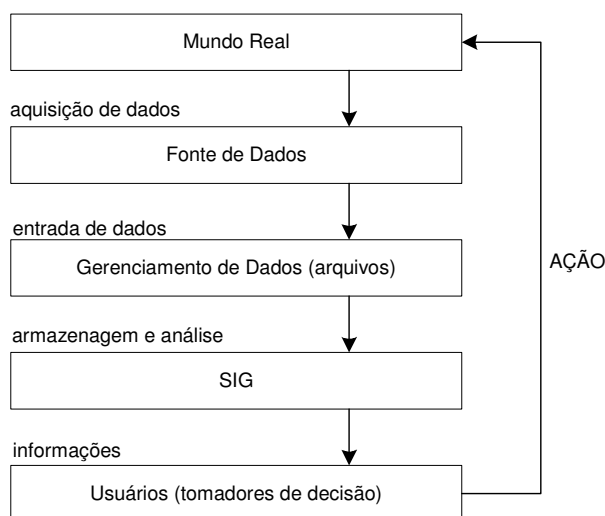 Mundo Real
aquisição de dados
Fonte de Dados
entrada de dados
Gerenciamento de Dados (arquivos)
AÇÃO
armazenagem e análise
SIG
informações
Usuários (tomadores de decisão)